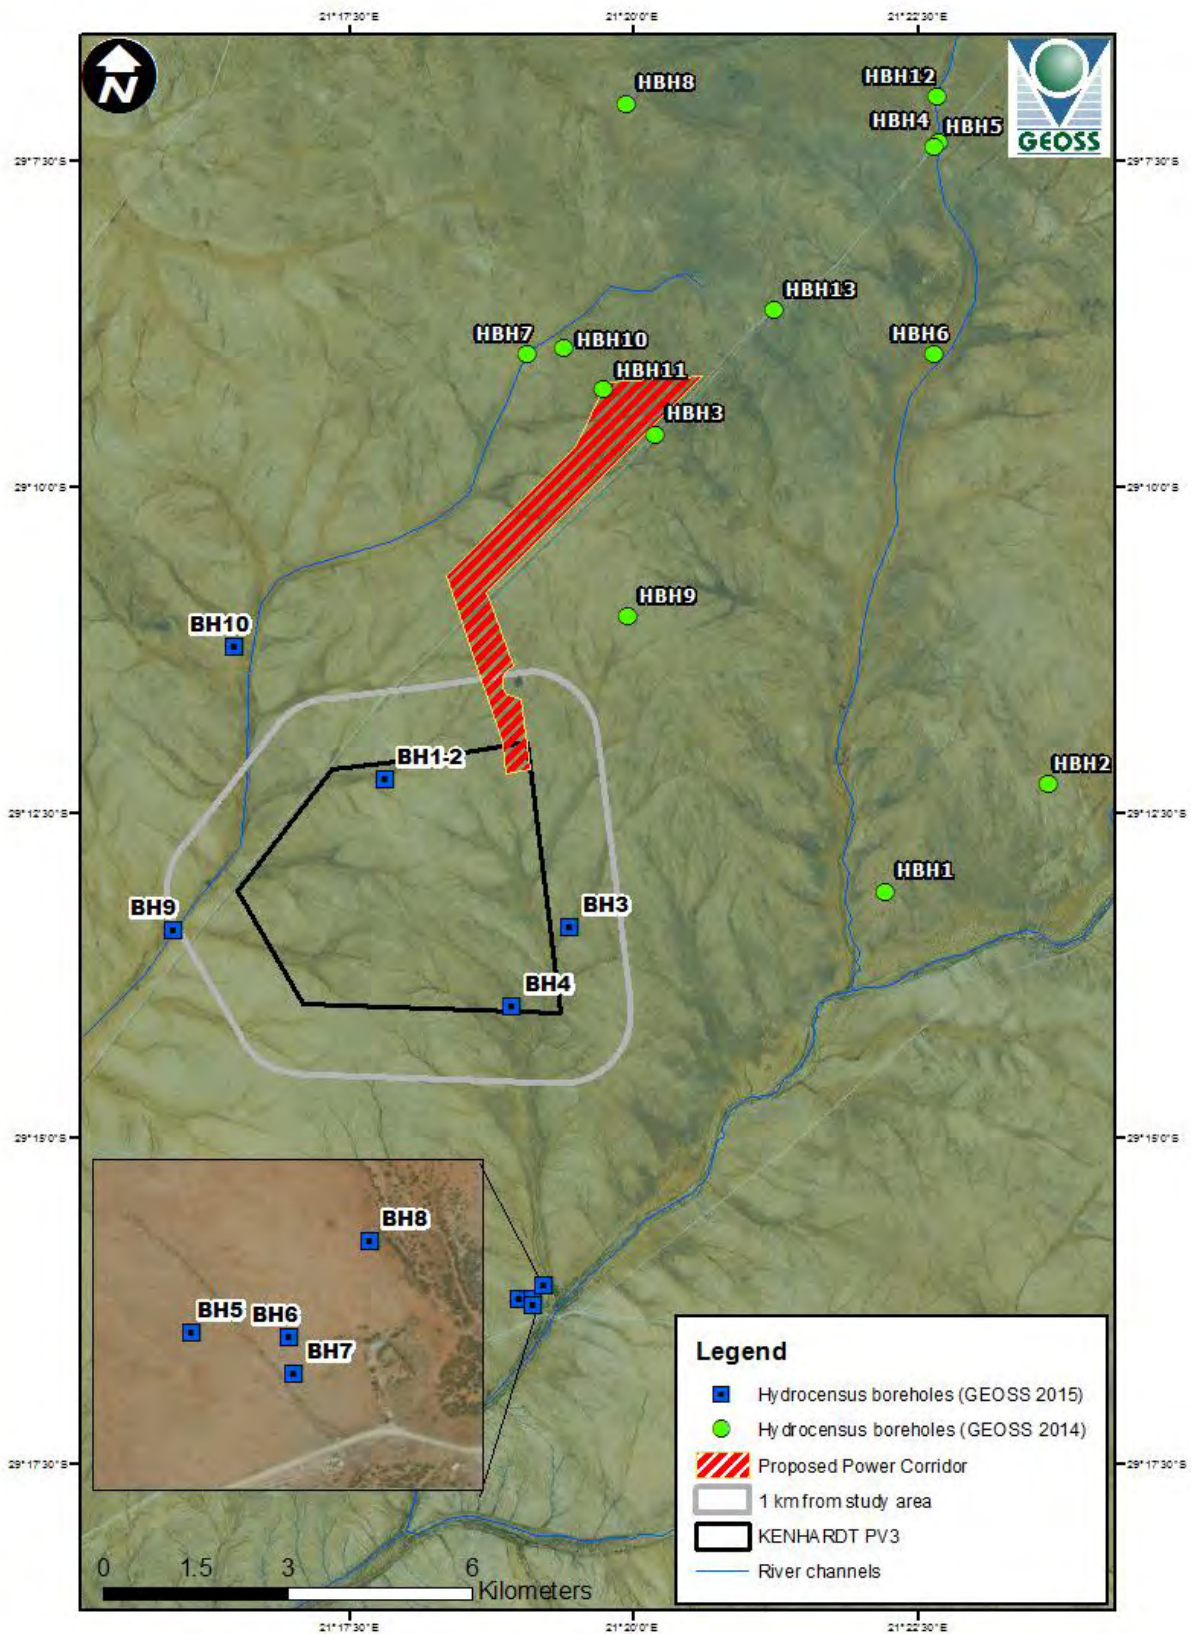 21°17'30"E 21°20'0"E 21°22'30"E
N
GEOSS
HBH8
HBH12
HBH4
HBH5
29°7'30"S 29°7'30"S
HBH13
HBH7
HBH10
HBH6
HBH11
HBH3
29°10'0"S 29°10'0"S
HBH9
BH10
BH1-2
HBH2
29°12'30"S 29°12'30"S
HBH1
BH9
BH3
BH4
29°15'0"S 29°15'0"S
BH8
BH5
BH6
BH7
29°17'30"S 29°17'30"S
Legend
Hydrocensus boreholes (GEOSS 2015)
Hydrocensus boreholes (GEOSS 2014)
Proposed Power Corridor
1 km from study area
KENHARDT PV3
River channels
0 1.5 3 6
Kilometers
21°17'30"E 21°20'0"E 21°22'30"E